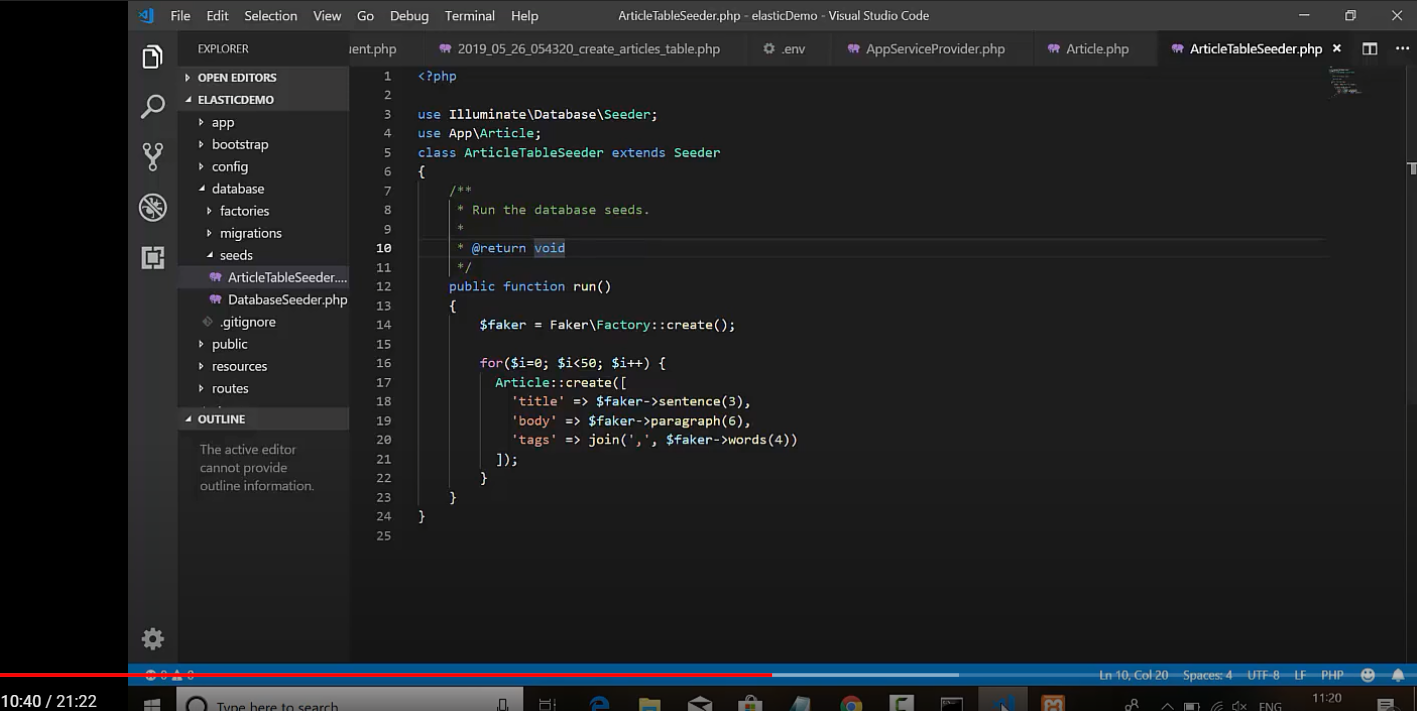 File Edit Selection View Go Debug Terminal Help ArticleTableSeeder.php - elasticDemo - Visual Studio Code
EXPLORER
uent.php 2019_05_26_054320_create_articles_table.php .env AppServiceProvider.php Article.php ArticleTableSeeder.php
OPEN EDITORS
ELASTICDEMO
app
bootstrap
config
database
factories
migrations
seeds
ArticleTableSeeder....
DatabaseSeeder.php
.gitignore
public
resources
routes
OUTLINE
The active editor
cannot provide
outline information.
1 <?php
2
3 use Illuminate\Database\Seeder;
4 use App\Article;
5 class ArticleTableSeeder extends Seeder
6 {
7 /**
8 * Run the database seeds.
9 *
10 * @return void
11 */
12 public function run()
13 {
14 $faker = Faker\Factory::create();
15
16 for($i=0; $i<50; $i++) {
17 Article::create([
18 'title' => $faker->sentence(3),
19 'body' => $faker->paragraph(6),
20 'tags' => join(',', $faker->words(4))
21 ]);
22 }
23 }
24 }
25
0 0 Ln 10, Col 20 Spaces: 4 UTF-8 LF PHP
10:40 / 21:22
Type here to search
ENG
11:20